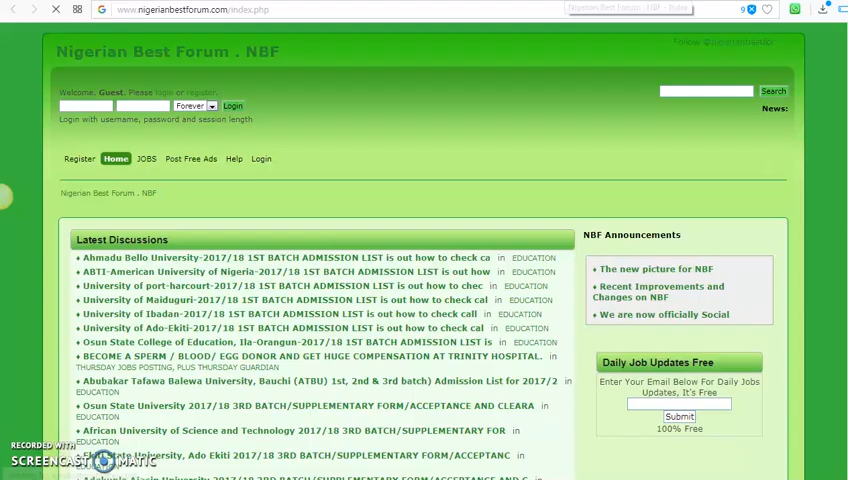 www.nigerianbestforum.com/index.php
Nigerian Best Forum . NBF - Index
9
Nigerian Best Forum . NBF
Welcome, Guest. Please login or register.
Forever
Login
Search
News:
Login with username, password and session length
Register Home JOBS Post Free Ads Help Login
Nigerian Best Forum . NBF
Latest Discussions
Ahmadu Bello University-2017/18 1ST BATCH ADMISSION LIST is out how to check ca in EDUCATION
ABTI-American University of Nigeria-2017/18 1ST BATCH ADMISSION LIST is out how in EDUCATION
University of port-harcourt-2017/18 1ST BATCH ADMISSION LIST is out how to chec in EDUCATION
University of Maiduguri-2017/18 1ST BATCH ADMISSION LIST is out how to check cal in EDUCATION
University of Ibadan-2017/18 1ST BATCH ADMISSION LIST is out how to check call in EDUCATION
University of Ado-Ekiti-2017/18 1ST BATCH ADMISSION LIST is out how to check cal in EDUCATION
Osun State College of Education, Ila-Orangun-2017/18 1ST BATCH ADMISSION LIST is in EDUCATION
BECOME A SPERM / BLOOD/ EGG DONOR AND GET HUGE COMPENSATION AT TRINITY HOSPITAL. in
THURSDAY JOBS POSTING, PLUS THURSDAY GUARDIAN
Abubakar Tafawa Balewa University, Bauchi (ATBU) 1st, 2nd & 3rd batch) Admission List for 2017/2 in
EDUCATION
Osun State University 2017/18 3RD BATCH/SUPPLEMENTARY FORM/ACCEPTANCE AND CLEARA in
EDUCATION
African University of Science and Technology 2017/18 3RD BATCH/SUPPLEMENTARY FOR in
EDUCATION
Ekiti State University, Ado Ekiti 2017/18 3RD BATCH/SUPPLEMENTARY FORM/ACCEPTANC in
NBF Announcements
The new picture for NBF
Recent Improvements and
Changes on NBF
We are now officially Social
Daily Job Updates Free
Enter Your Email Below For Daily Jobs
Updates, It's Free
Submit
100% Free
RECORDED WITH
SCREENCAST MATIC